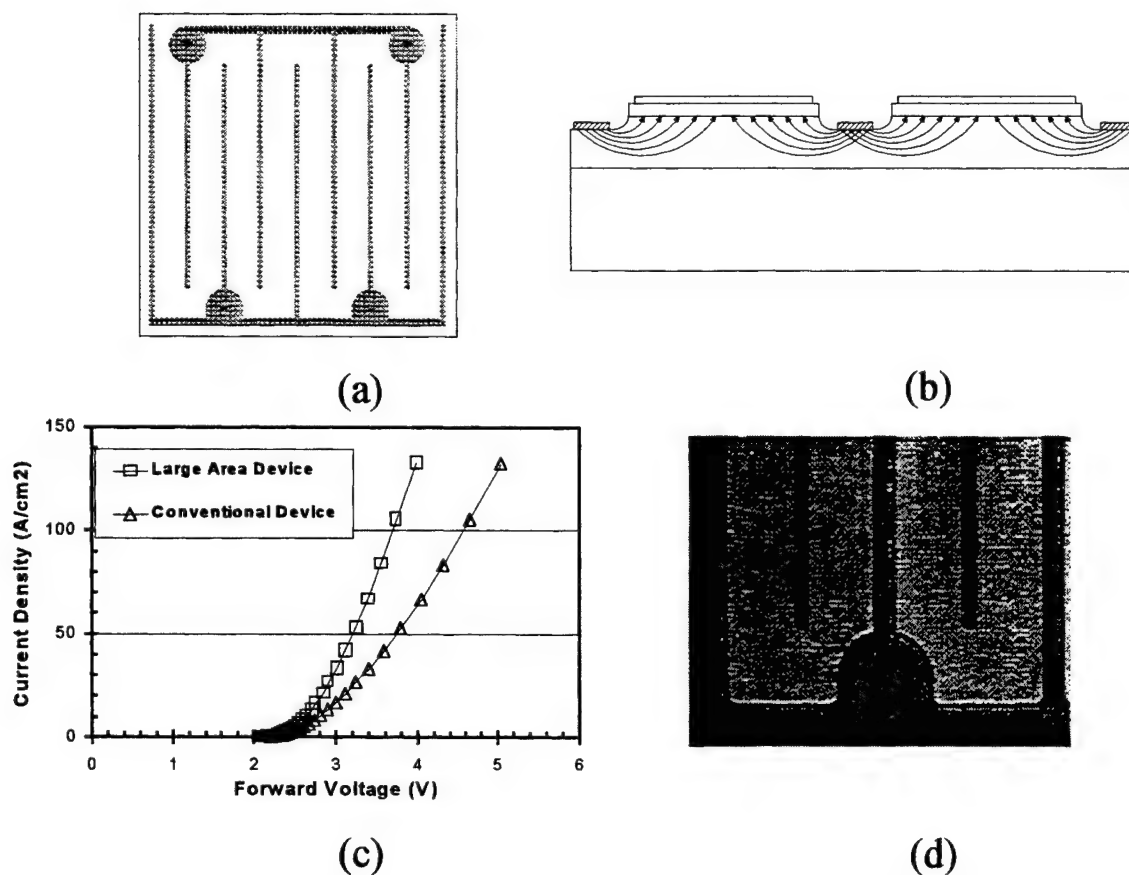 (a)
(b)
150
100
50
0
Current Density (A/cm2)
Large Area Device
Conventional Device
0 1 2 3 4 5 6
Forward Voltage (V)
(c)
(d)